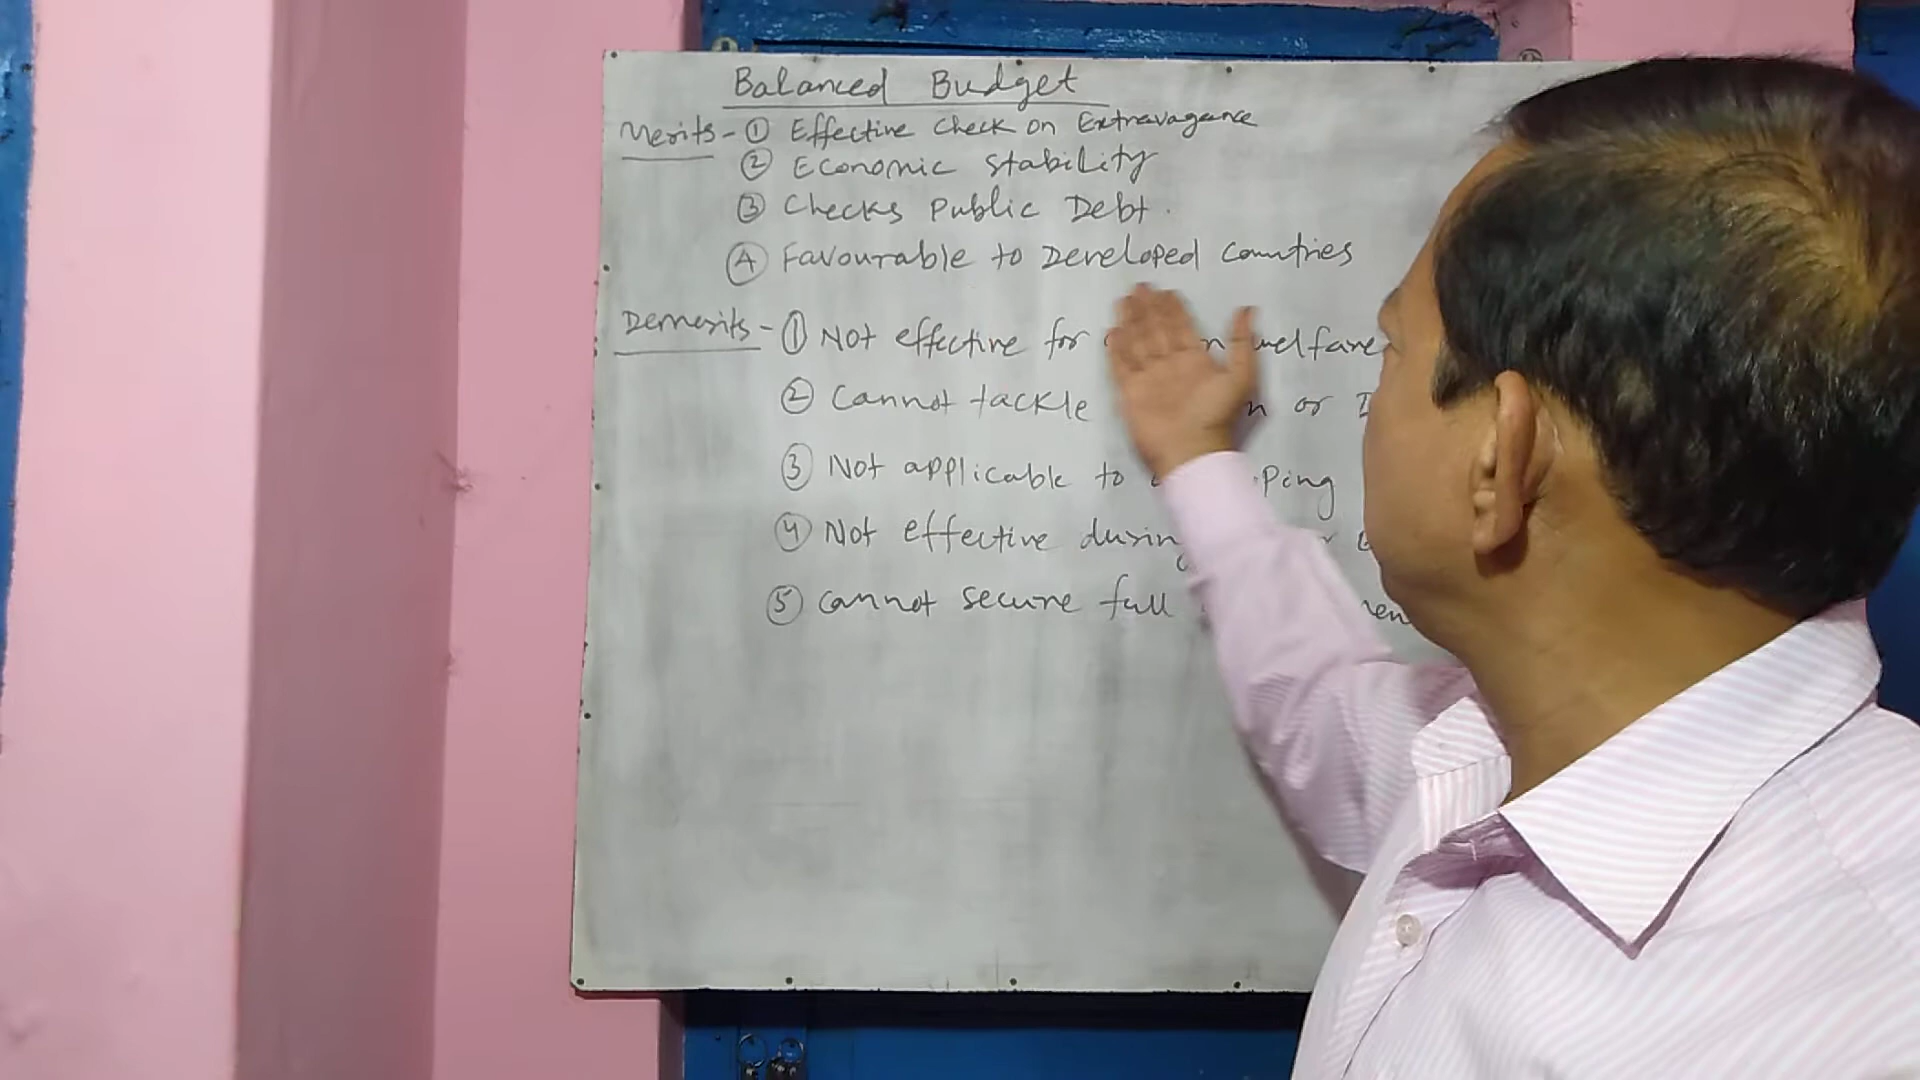 Balanced Budget
Merits - ① Effective Check on Extravagance
② Economic Stability
③ Checks Public Debt.
④ Favourable to Developed Countries
Demerits - ① Not effective for welfare
② Cannot tackle or
③ Not applicable to
④ Not effective during
⑤ Cannot secure full